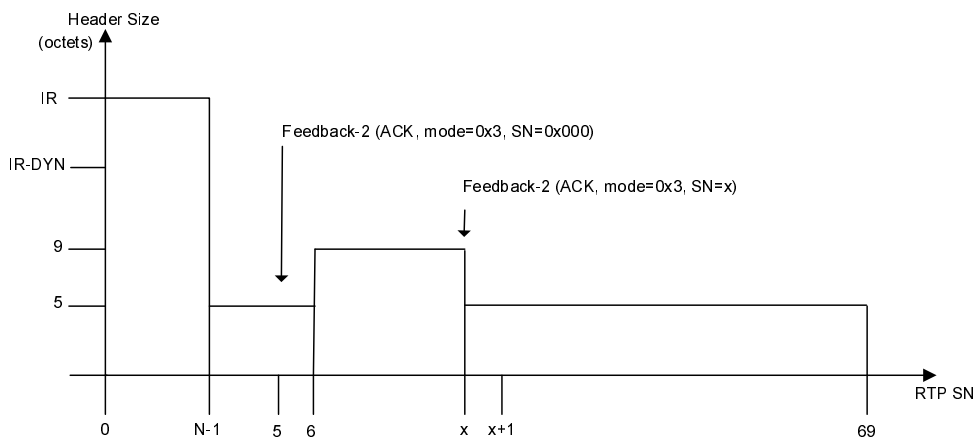 Header Size
(octets)
IR
Feedback-2 (ACK, mode=0x3, SN=0x000)
IR-DYN
Feedback-2 (ACK, mode=0x3, SN=x)
9
5
RTP SN
0
N-1
5
6
x
x+1
69